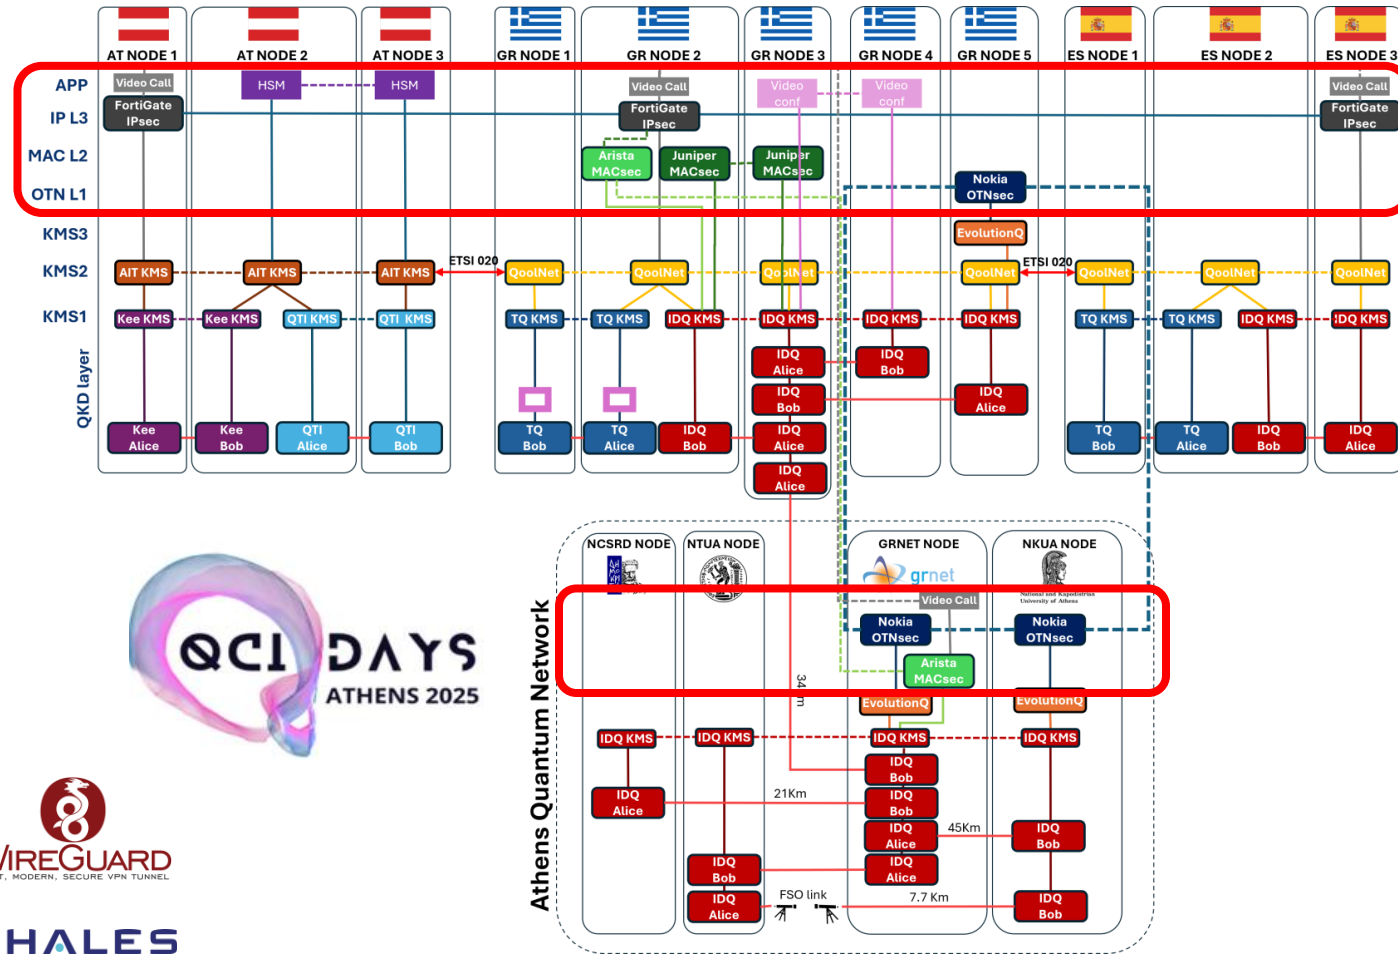 AT NODE 1
AT NODE 2
AT NODE 3
GR NODE 1
GR NODE 2
GR NODE 3
GR NODE 4
GR NODE 5
ES NODE 1
ES NODE 2
ES NODE 3
APP
Video Call
HSM
HSM
Video Call
Video
conf
Video
conf
Video Call
IP L3
FortiGate
IPsec
FortiGate
IPsec
FortiGate
IPsec
MAC L2
Arista
MACsec
Juniper
MACsec
Juniper
MACsec
OTN L1
Nokia
OTNsec
KMS3
EvolutionQ
KMS2
AIT KMS
AIT KMS
AIT KMS
ETSI 020
QoolNet
QoolNet
QoolNet
QoolNet
ETSI 020
QoolNet
QoolNet
QoolNet
KMS1
Kee KMS
Kee KMS
QTI KMS
QTI KMS
TQ KMS
TQ KMS
IDQ KMS
IDQ KMS
IDQ KMS
IDQ KMS
TQ KMS
TQ KMS
IDQ KMS
IDQ KMS
QKD layer
IDQ
Alice
IDQ
Bob
IDQ
Bob
IDQ
Alice
Kee
Alice
Kee
Bob
QTI
Alice
QTI
Bob
TQ
Bob
TQ
Alice
IDQ
Bob
IDQ
Alice
TQ
Bob
TQ
Alice
IDQ
Bob
IDQ
Alice
IDQ
Alice
QCI DAYS
ATHENS 2025
WIREGUARD
T, MODERN, SECURE VPN TUNNEL
HALES
Athens Quantum Network
NCSRD NODE
NTUA NODE
GRNET NODE
NKUA NODE
grnet
National and Kapodistrian
University of Athens
Video Call
Nokia
OTNsec
Nokia
OTNsec
Arista
MACsec
EvolutionQ
EvolutionQ
IDQ KMS
IDQ KMS
IDQ KMS
IDQ KMS
IDQ
Bob
IDQ
Alice
21Km
IDQ
Bob
IDQ
Alice
45Km
IDQ
Bob
IDQ
Bob
IDQ
Alice
IDQ
Alice
FSO link
7.7 Km
IDQ
Bob